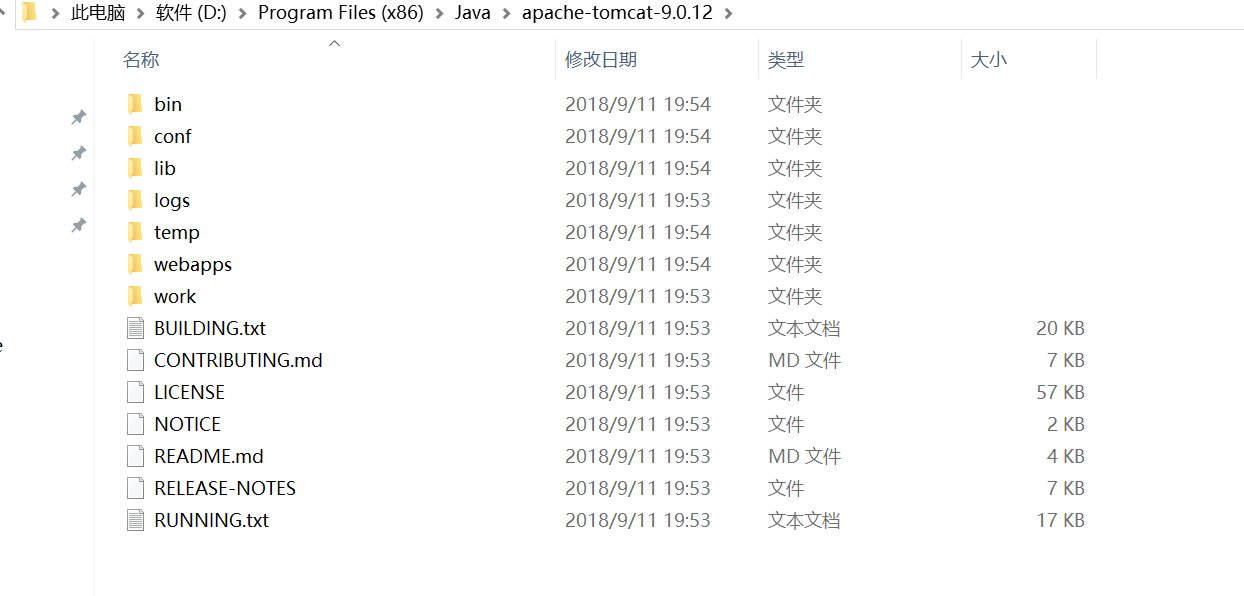 此电脑 > 软件 (D:) > Program Files (x86) > Java > apache-tomcat-9.0.12 >
名称 修改日期 类型 大小
bin 2018/9/11 19:54 文件夹
conf 2018/9/11 19:54 文件夹
lib 2018/9/11 19:54 文件夹
logs 2018/9/11 19:53 文件夹
temp 2018/9/11 19:54 文件夹
webapps 2018/9/11 19:54 文件夹
work 2018/9/11 19:53 文件夹
BUILDING.txt 2018/9/11 19:53 文本文档 20 KB
e
CONTRIBUTING.md 2018/9/11 19:53 MD 文件 7 KB
LICENSE 2018/9/11 19:53 文件 57 KB
NOTICE 2018/9/11 19:53 文件 2 KB
README.md 2018/9/11 19:53 MD 文件 4 KB
RELEASE-NOTES 2018/9/11 19:53 文件 7 KB
RUNNING.txt 2018/9/11 19:53 文本文档 17 KB